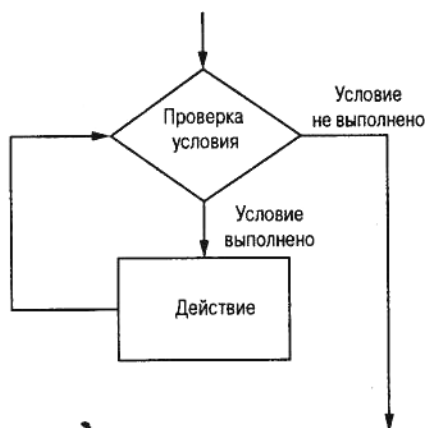 Проверка
условия
Условие
не выполнено
Условие
выполнено
Действие